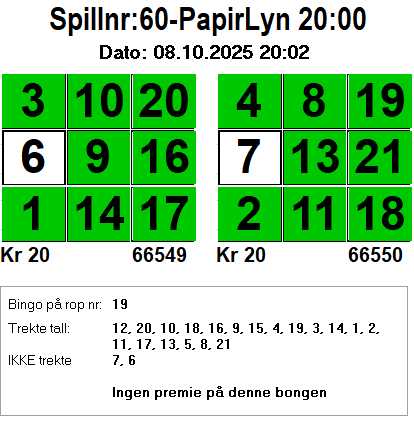 Spillnr:60-PapirLyn 20:00
Dato: 08.10.2025 20:02
3 10 20 4 8 19
6 9 16 7 13 21
1 14 17 2 11 18
Kr 20 66549 Kr 20 66550
Bingo på rop nr: 19
Trekte tall: 12, 20, 10, 18, 16, 9, 15, 4, 19, 3, 14, 1, 2,
11, 17, 13, 5, 8, 21
IKKE trekte 7, 6
Ingen premie på denne bongen